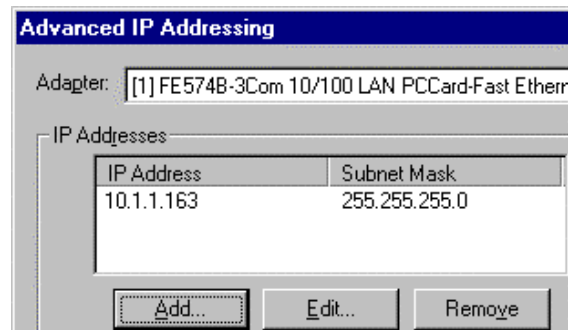 Advanced IP Addressing
Adapter: [1] FE574B-3Com 10/100 LAN PCCard-Fast Ethern
IP Addresses
IP Address Subnet Mask
10.1.1.163 255.255.255.0
Add... Edit... Remove